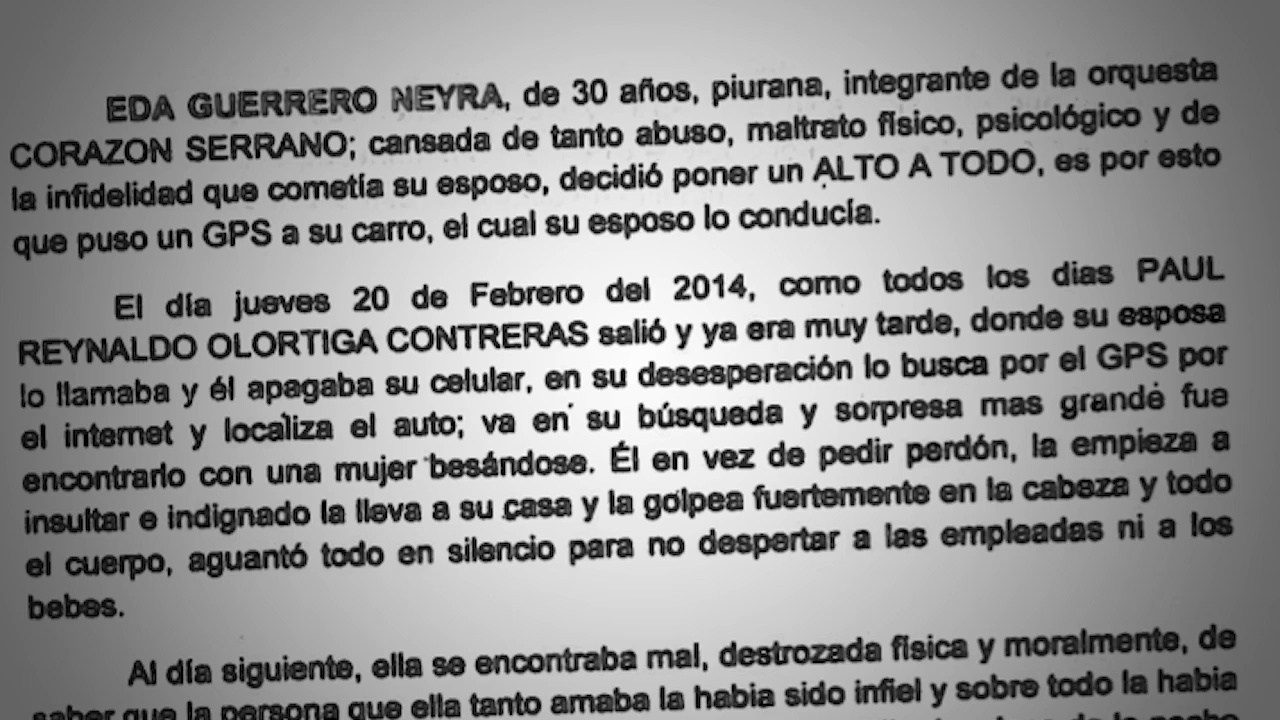 EDA GUERRERO NEYRA, de 30 años, piurana, integrante de la orquesta
CORAZON SERRANO; cansada de tanto abuso, maltrato físico, psicológico y de
la infidelidad que cometía su esposo, decidió poner un ALTO A TODO, es por esto
que puso un GPS a su carro, el cual su esposo lo conducía.
El día jueves 20 de Febrero del 2014, como todos los dias PAUL
REYNALDO OLORTIGA CONTRERAS salió y ya era muy tarde, donde su esposa
lo llamaba y él apagaba su celular, en su desesperación lo busca por el GPS por
el internet y localiza el auto; va en su búsqueda y sorpresa mas grande fue
encontrarlo con una mujer besándose. Él en vez de pedir perdón, la empieza a
insultar e indignado la lleva a su casa y la golpea fuertemente en la cabeza y todo
el cuerpo, aguantó todo en silencio para no despertar a las empleadas ni a los
bebes.
Al día siguiente, ella se encontraba mal, destrozada física y moralmente, de
saber que la persona que ella tanto amaba la habia sido infiel y sobre todo la habia